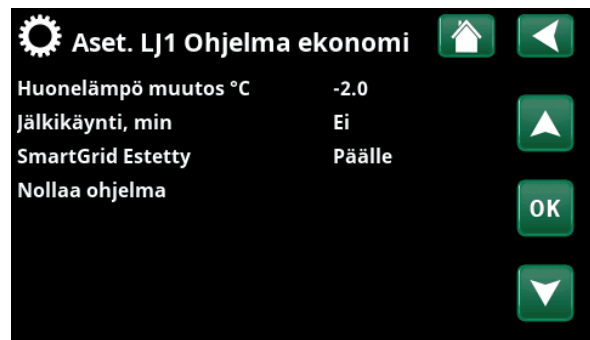 Aset. LJ1 Ohjelma ekonomi
Huonelämpö muutos °C -2.0
Jälkikäynti, min Ei
SmartGrid Estetty Päälle
Nollaa ohjelma
OK